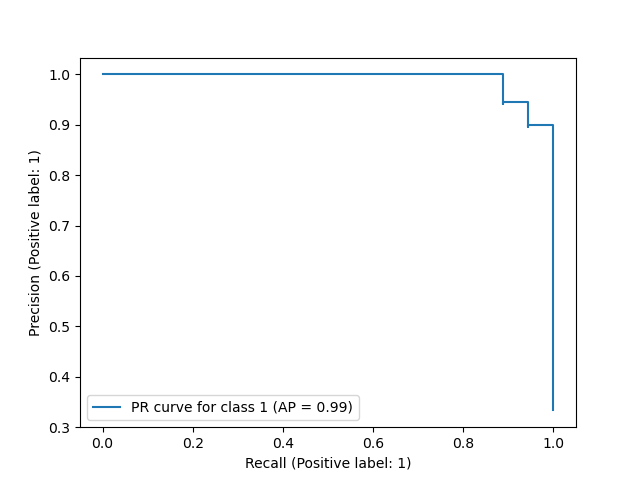 1.0
0.9
0.8
0.7
0.6
0.5
0.4
0.3
Precision (Positive label: 1)
PR curve for class 1 (AP = 0.99)
0.0 0.2 0.4 0.6 0.8 1.0
Recall (Positive label: 1)